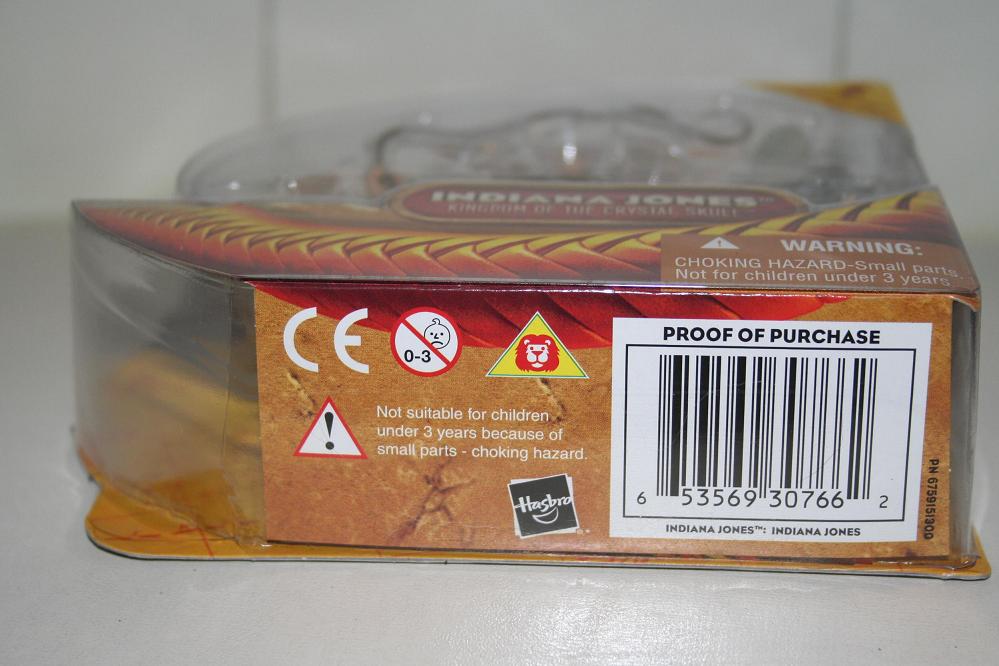 INDIANA JONES™
KINGDOM OF THE CRYSTAL SKULL™
WARNING:
CHOKING HAZARD-Small parts.
Not for children under 3 years
CE
0-3
Not suitable for children
under 3 years because of
small parts - choking hazard.
Hasbro
PROOF OF PURCHASE
6 53569 30766 2
INDIANA JONES™: INDIANA JONES
PN 6759151300